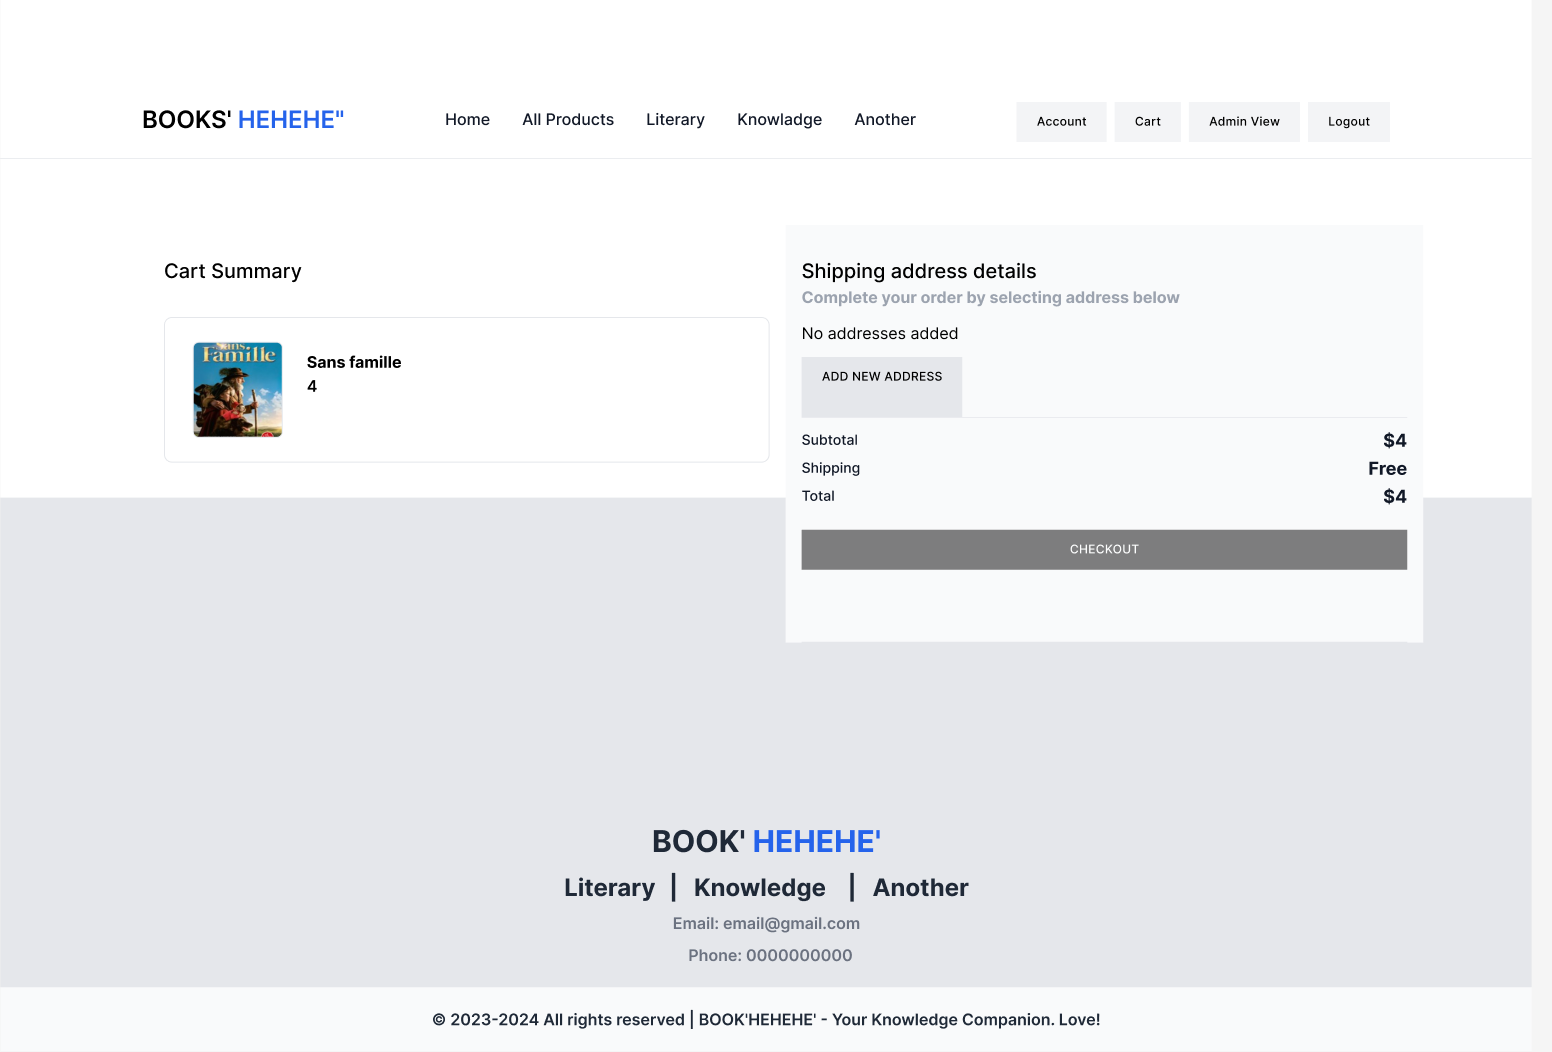 BOOKS' HEHEHE"
Home All Products Literary Knowladge Another
Account Cart Admin View Logout
Cart Summary
Famille
Sans famille
4
Shipping address details
Complete your order by selecting address below
No addresses added
ADD NEW ADDRESS
Subtotal $4
Shipping Free
Total $4
CHECKOUT
BOOK' HEHEHE'
Literary | Knowledge | Another
Email: email@gmail.com
Phone: 0000000000
© 2023-2024 All rights reserved | BOOK'HEHEHE' - Your Knowledge Companion. Love!